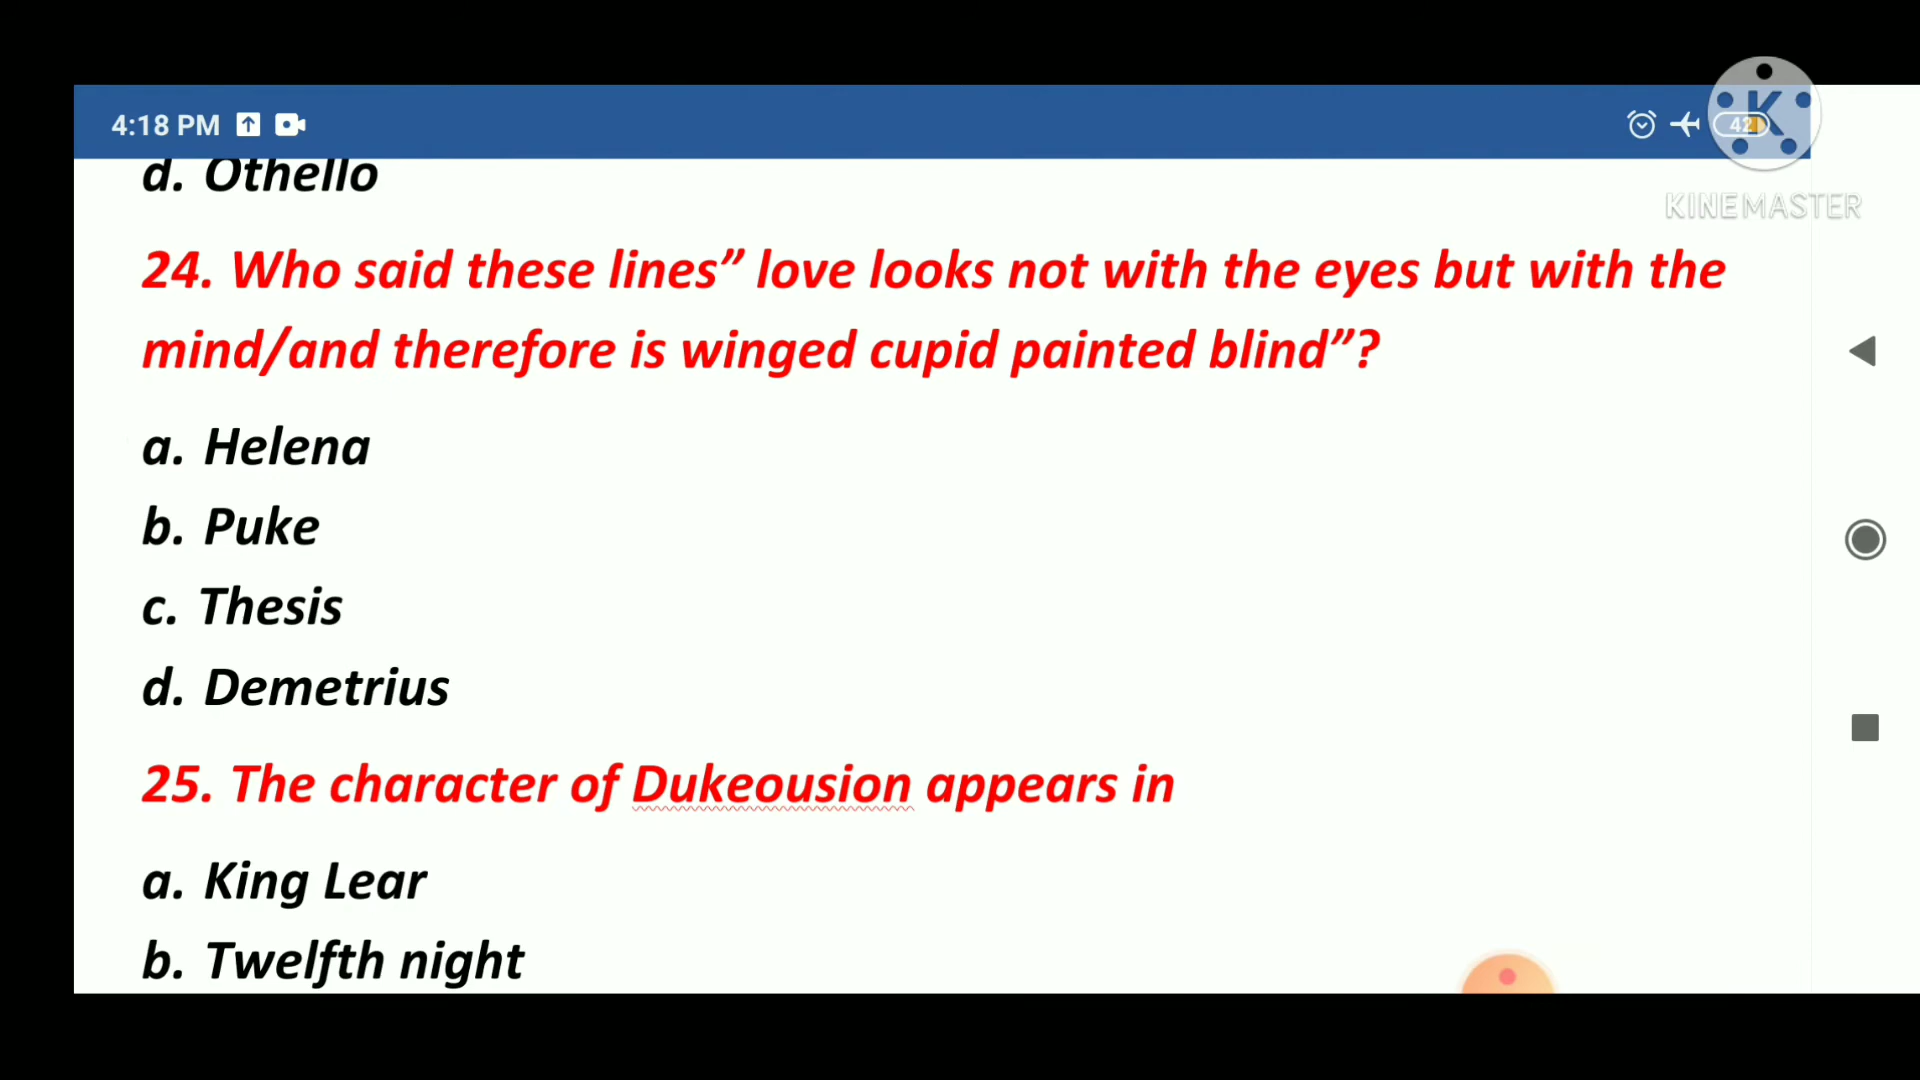 4:18 PM
42
K
KINEMASTER
d. Othello
24. Who said these lines” love looks not with the eyes but with the
mind/and therefore is winged cupid painted blind”?
a. Helena
b. Puke
c. Thesis
d. Demetrius
25. The character of Dukeousion appears in
a. King Lear
b. Twelfth night